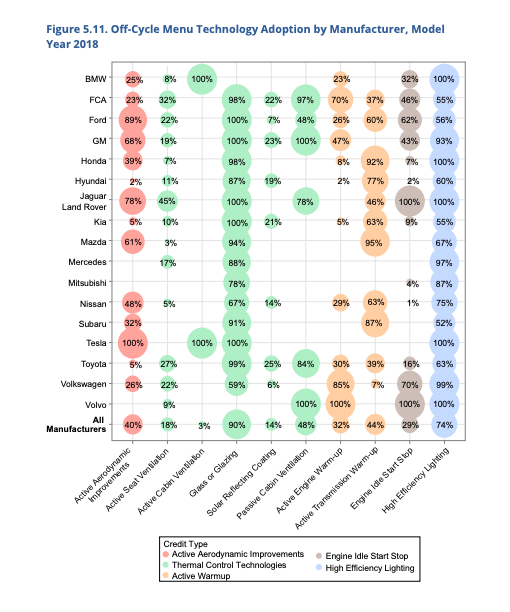 Figure 5.11. Off-Cycle Menu Technology Adoption by Manufacturer, Model
Year 2018
BMW 25% 8% 100% 23% 32% 100%
FCA 23% 32% 98% 22% 97% 70% 37% 46% 55%
Ford 89% 22% 100% 7% 48% 26% 60% 62% 56%
GM 68% 19% 100% 23% 100% 47% 43% 93%
Honda 39% 7% 98% 8% 92% 7% 100%
Hyundai 2% 11% 87% 19% 2% 77% 2% 60%
Jaguar
Land Rover 78% 45% 100% 78% 46% 100% 100%
Kia 5% 10% 100% 21% 5% 63% 9% 55%
Mazda 61% 3% 94% 95% 67%
Mercedes 17% 88% 97%
Mitsubishi 78% 4% 87%
Nissan 48% 5% 67% 14% 29% 63% 1% 75%
Subaru 32% 91% 87% 52%
Tesla 100% 100% 100% 100%
Toyota 5% 27% 99% 25% 84% 30% 39% 16% 63%
Volkswagen 26% 22% 59% 6% 85% 7% 70% 99%
Volvo 9% 100% 100% 100% 100%
All
Manufacturers 40% 18% 3% 90% 14% 48% 32% 44% 29% 74%
Active Aerodynamic
Improvements
Active Seat Ventilation
Active Cabin Ventilation
Glass or Glazing
Solar Reflecting Coating
Passive Cabin Ventilation
Active Engine Warm-up
Active Transmission Warm-up
Engine Idle Start Stop
High Efficiency Lighting
Credit Type
Active Aerodynamic Improvements
Thermal Control Technologies
Active Warmup
Engine Idle Start Stop
High Efficiency Lighting